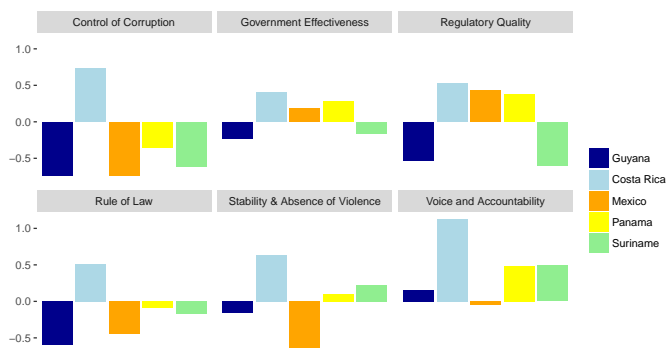 Control of Corruption
Government Effectiveness
Regulatory Quality
1.0
0.5
0.0
−0.5
Rule of Law
Stability & Absence of Violence
Voice and Accountability
1.0
0.5
0.0
−0.5
Guyana
Costa Rica
Mexico
Panama
Suriname